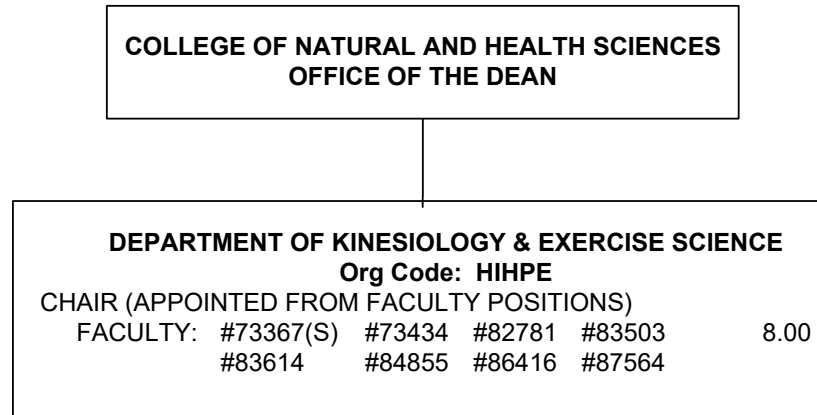 COLLEGE OF NATURAL AND HEALTH SCIENCES
OFFICE OF THE DEAN
DEPARTMENT OF KINESIOLOGY & EXERCISE SCIENCE
Org Code: HIHPE
CHAIR (APPOINTED FROM FACULTY POSITIONS)
FACULTY: #73367(S) #73434 #82781 #83503 8.00
#83614 #84855 #86416 #87564